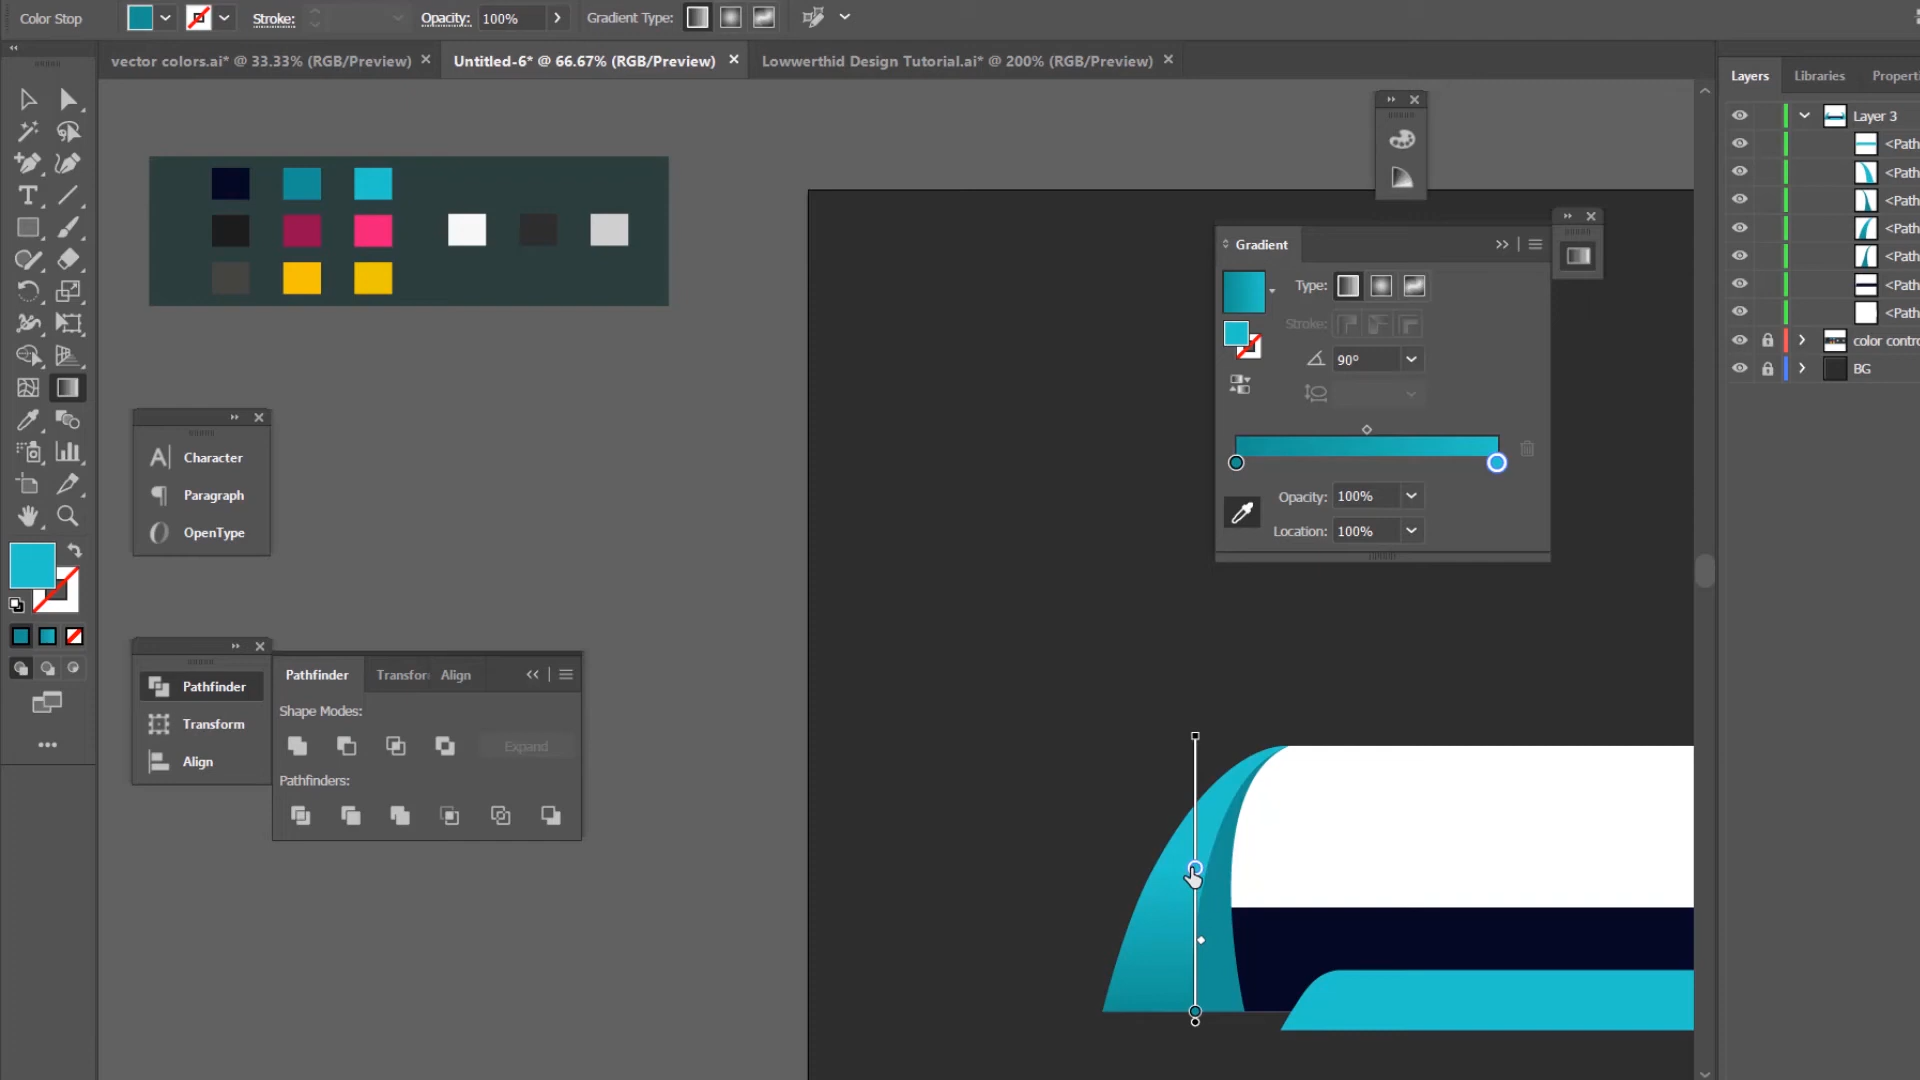 Color Stop
Stroke:
Opacity:
100%
Gradient Type:
vector colors.ai* @ 33.33% (RGB/Preview)
Untitled-6* @ 66.67% (RGB/Preview)
Lowwerthid Design Tutorial.ai* @ 200% (RGB/Preview)
Layers
Libraries
Properti
Layer 3
<Path
<Path
<Path
<Path
<Path
<Path
<Path
color contro
BG
Gradient
Type:
Stroke:
90°
Opacity:
100%
Location:
100%
Character
Paragraph
OpenType
Pathfinder
Transform
Align
Pathfinder
Transforn
Align
Shape Modes:
Expand
Pathfinders: